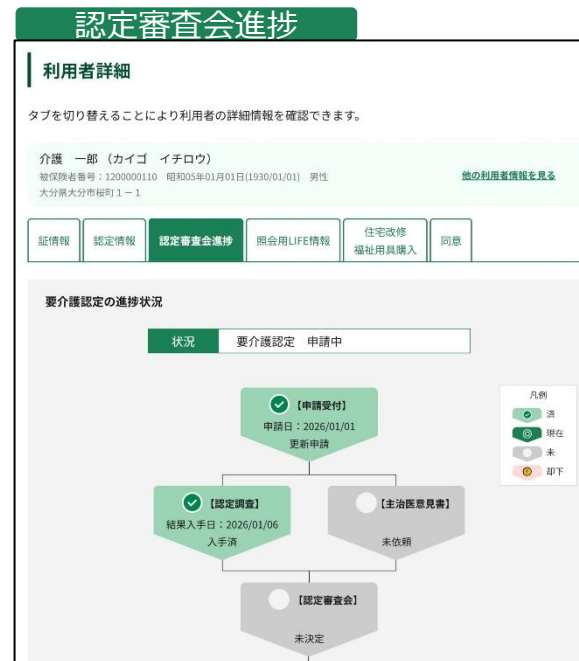 認定審査会進捗
利用者詳細
タブを切り替えることにより利用者の詳細情報を確認できます。
介護　一郎（カイゴ　イチロウ）
被保険者番号：1200000110　昭和05年01月01日(1930/01/01)　男性
他の利用者情報を見る
大分県大分市桜町１－１
証情報
認定情報
認定審査会進捗
照会用LIFE情報
住宅改修
福祉用具購入
同意
要介護認定の進捗状況
状況
要介護認定　申請中
【申請受付】
申請日：2026/01/01
更新申請
凡例
済
現在
未
却下
【認定調査】
結果入手日：2026/01/06
入手済
【主治医意見書】
未依頼
【認定審査会】
未決定